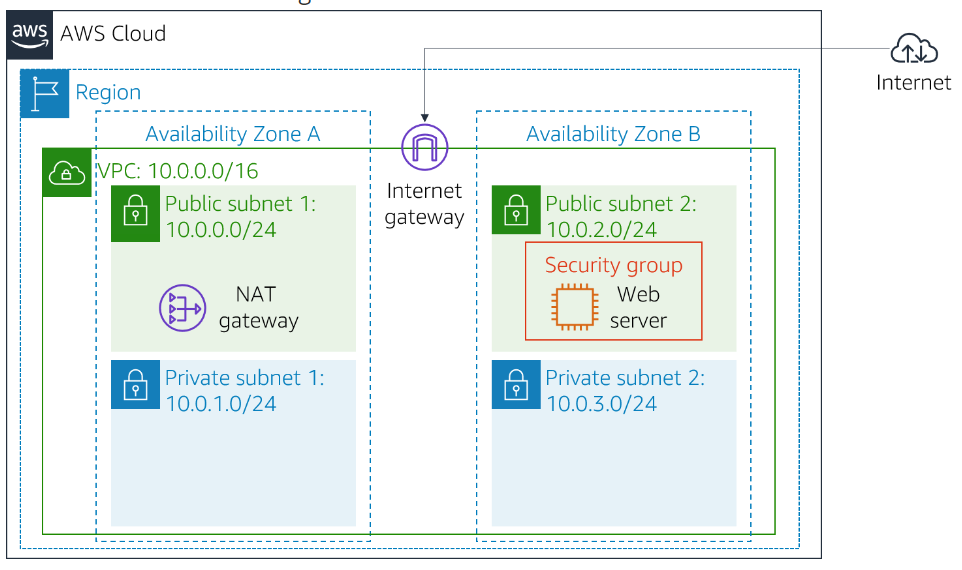 aws
AWS Cloud
Internet
Region
Availability Zone A
Availability Zone B
VPC: 10.0.0.0/16
Internet
gateway
Public subnet 1:
10.0.0.0/24
Public subnet 2:
10.0.2.0/24
NAT
gateway
Security group
Web
server
Private subnet 1:
10.0.1.0/24
Private subnet 2:
10.0.3.0/24